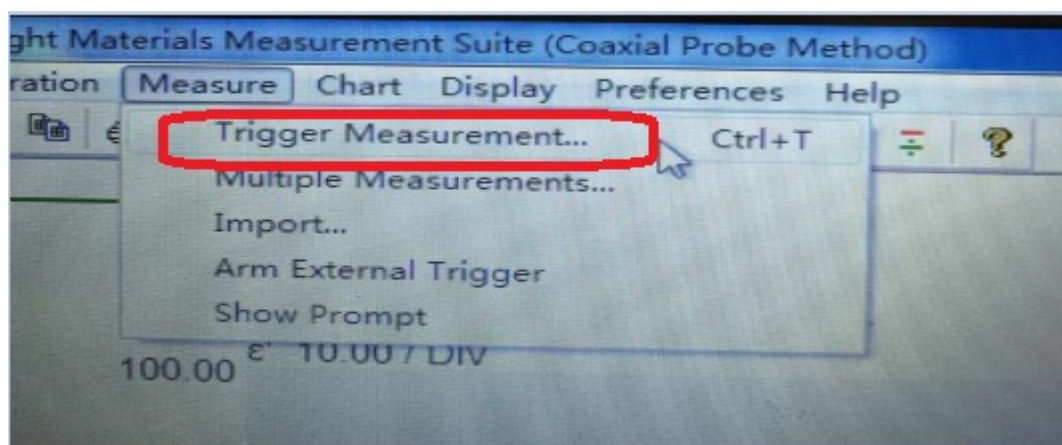 ght Materials Measurement Suite (Coaxial Probe Method)
ration Measure Chart Display Preferences Help
Trigger Measurement... Ctrl+T
Multiple Measurements...
Import...
Arm External Trigger
Show Prompt
100.00 ε' 10.00 / DIV